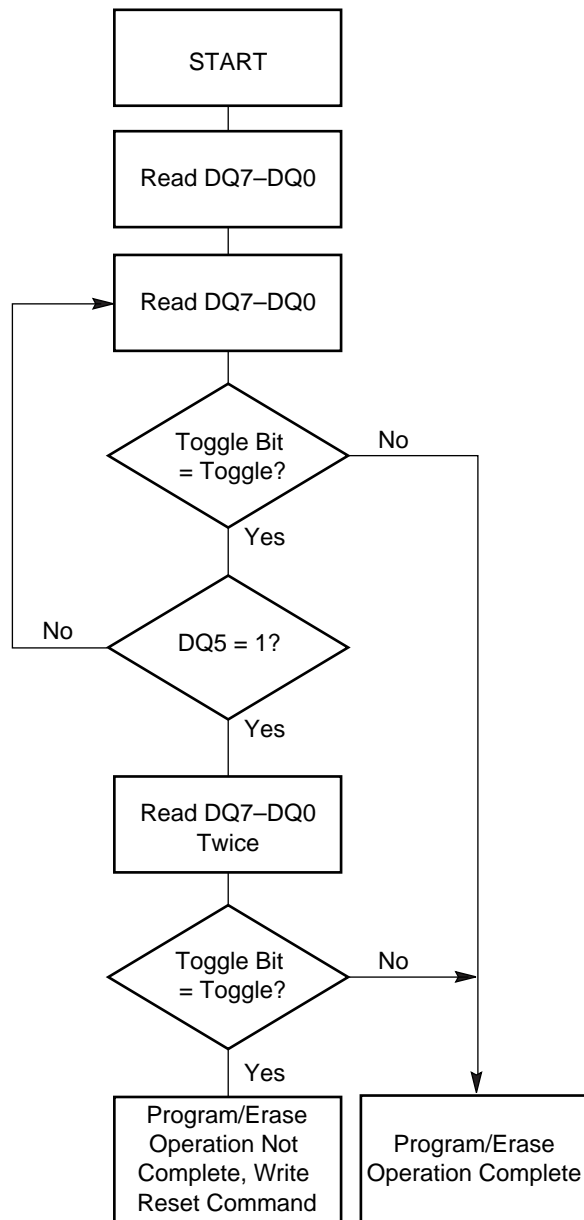 START
Read DQ7–DQ0
Read DQ7–DQ0
Toggle Bit
= Toggle?
No
Yes
No
DQ5 = 1?
Yes
Read DQ7–DQ0
Twice
Toggle Bit
= Toggle?
No
Yes
Program/Erase
Operation Not
Complete, Write
Reset Command
Program/Erase
Operation Complete